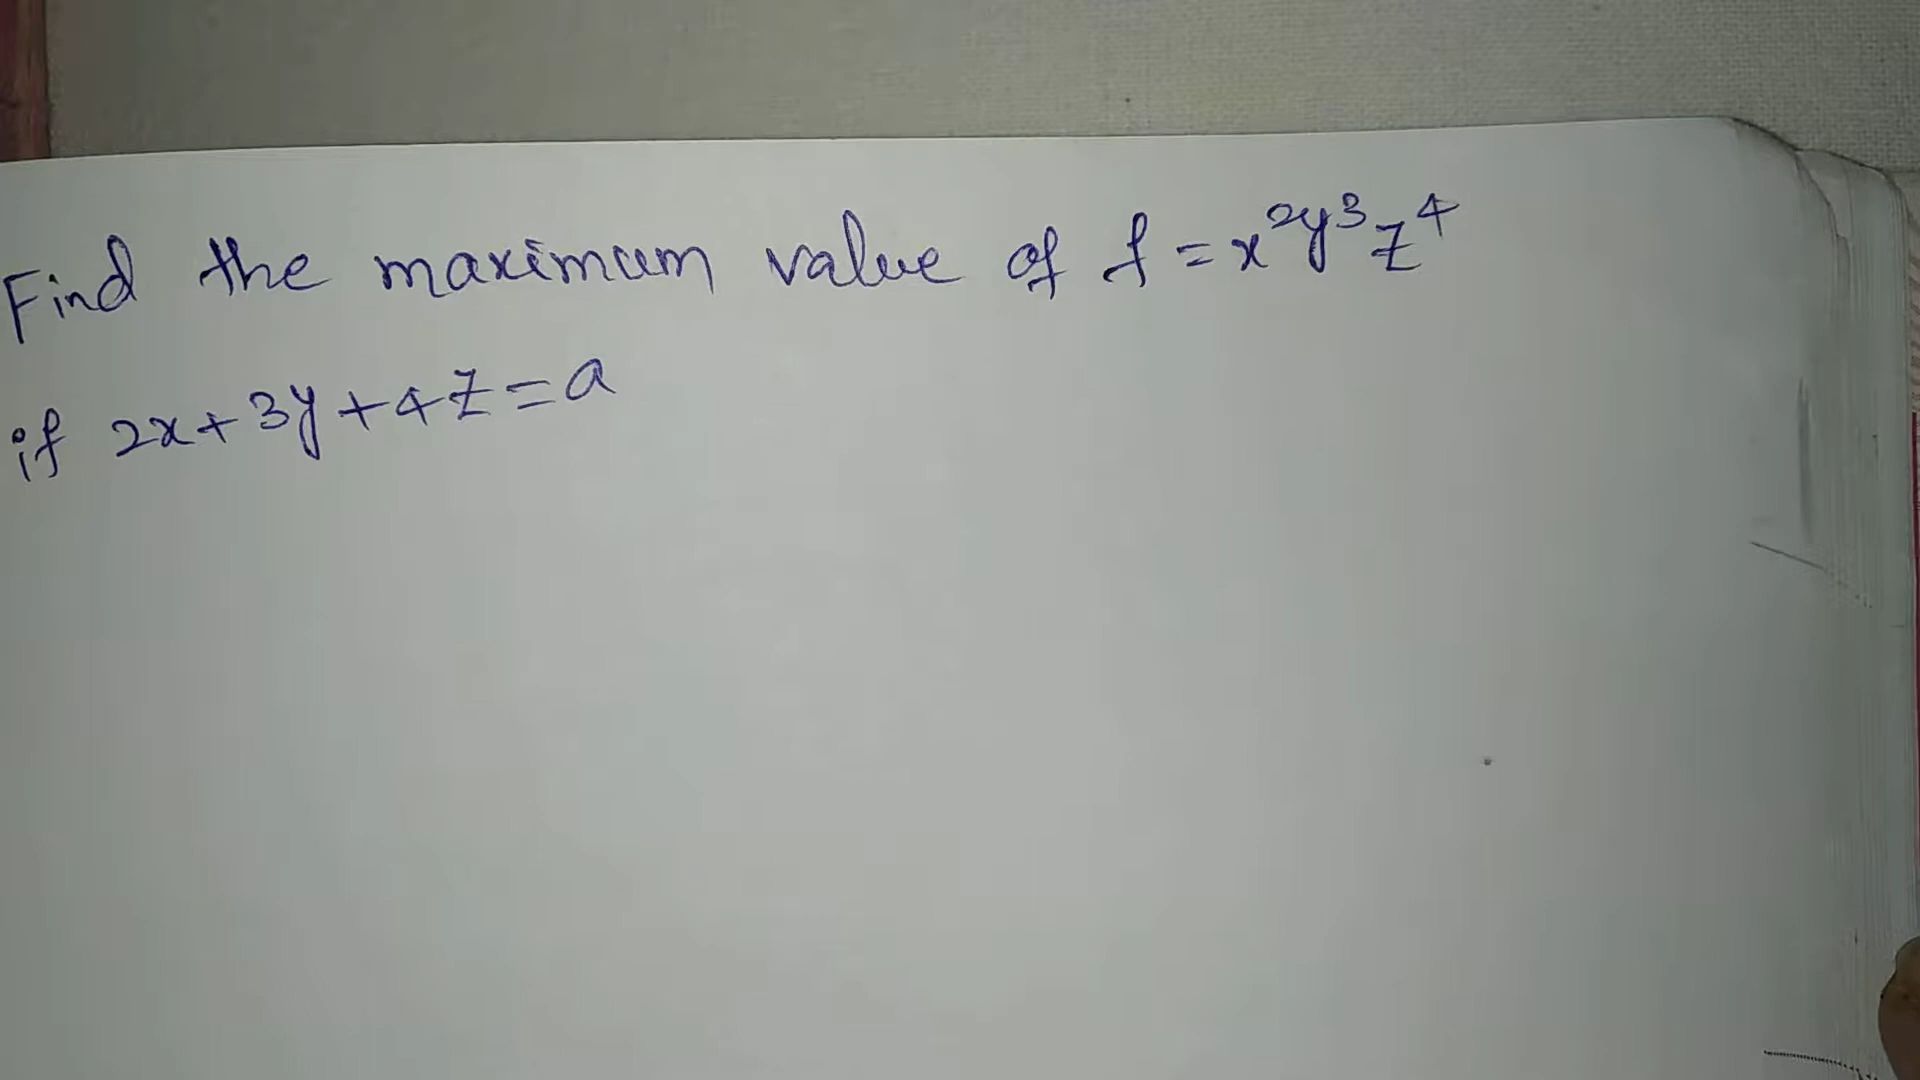 Find the maximum value of f = x²y³z⁴
if 2x+3y+4z=a